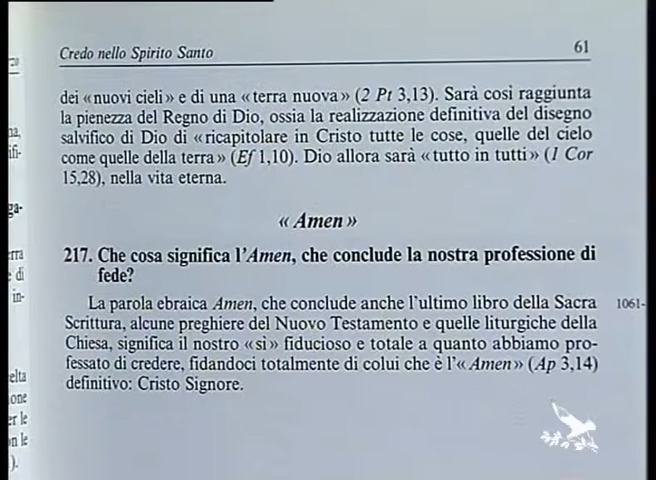 Credo nello Spirito Santo 61
dei «nuovi cieli» e di una «terra nuova» (2 Pt 3,13). Sarà così raggiunta
la pienezza del Regno di Dio, ossia la realizzazione definitiva del disegno
salvifico di Dio di «ricapitolare in Cristo tutte le cose, quelle del cielo
come quelle della terra» (Ef 1,10). Dio allora sarà «tutto in tutti» (1 Cor
15,28), nella vita eterna.
«Amen»
217. Che cosa significa l'Amen, che conclude la nostra professione di
fede?
La parola ebraica Amen, che conclude anche l'ultimo libro della Sacra
Scrittura, alcune preghiere del Nuovo Testamento e quelle liturgiche della
Chiesa, significa il nostro «sì» fiducioso e totale a quanto abbiamo pro-
fessato di credere, fidandoci totalmente di colui che è l'«Amen» (Ap 3,14)
definitivo: Cristo Signore.
1061-